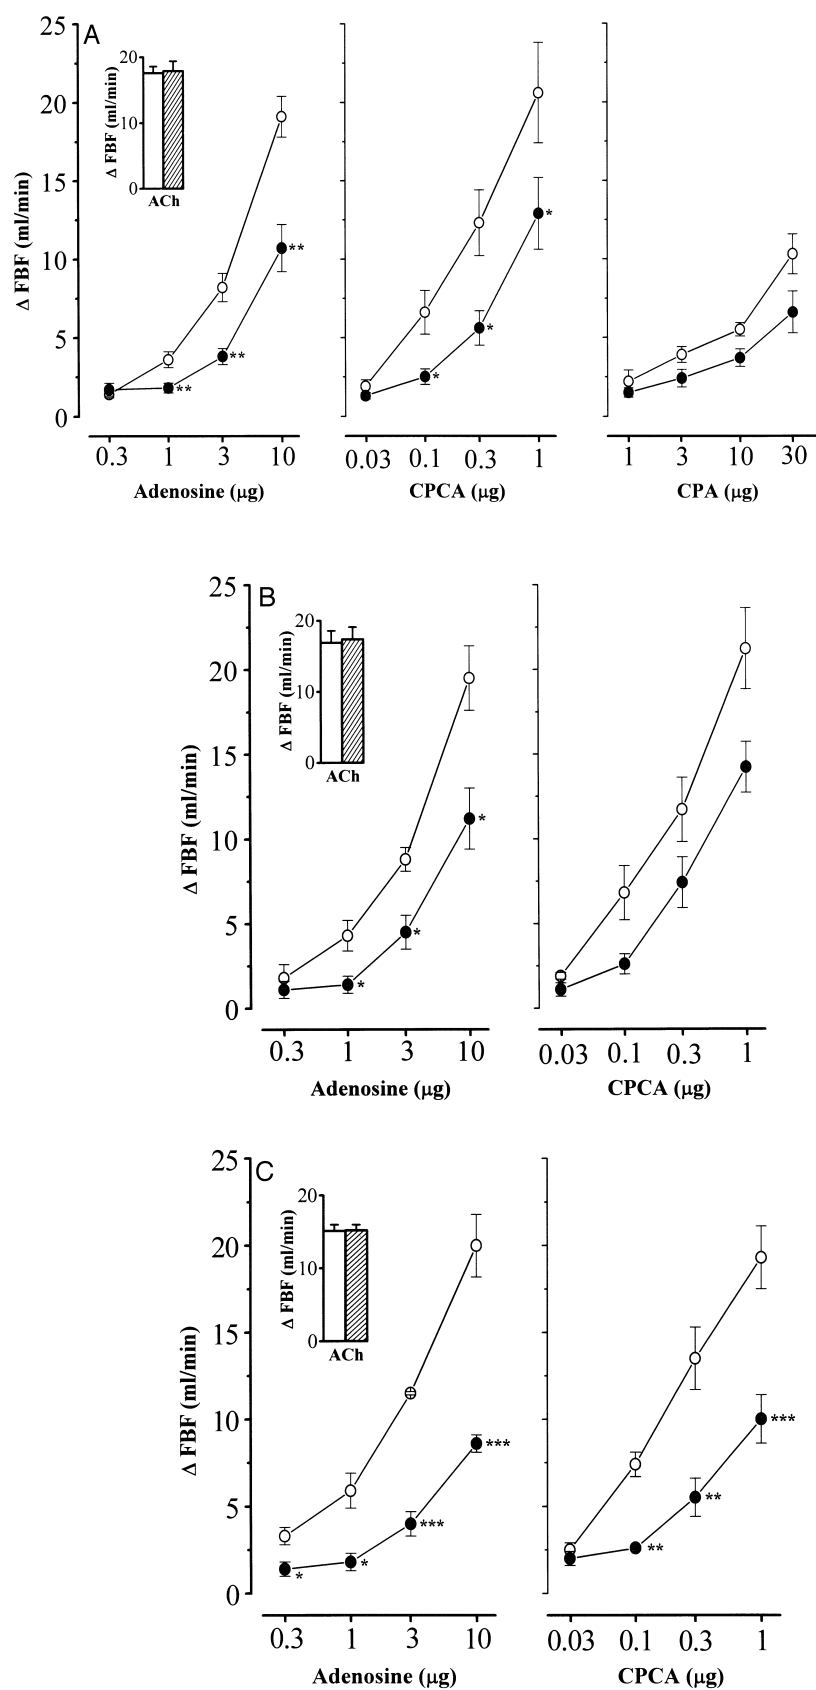 A
25
20
15
10
5
0
Δ FBF (ml/min)
20
10
0
Δ FBF (ml/min)
ACh
**
**
**
*
*
*
0.3 1 3 10
Adenosine (μg)
0.03 0.1 0.3 1
CPCA (μg)
1 3 10 30
CPA (μg)
B
25
20
15
10
5
0
Δ FBF (ml/min)
20
10
0
Δ FBF (ml/min)
ACh
*
*
*
0.3 1 3 10
Adenosine (μg)
0.03 0.1 0.3 1
CPCA (μg)
C
25
20
15
10
5
0
Δ FBF (ml/min)
20
10
0
Δ FBF (ml/min)
ACh
*
*
***
***
**
**
***
0.3 1 3 10
Adenosine (μg)
0.03 0.1 0.3 1
CPCA (μg)